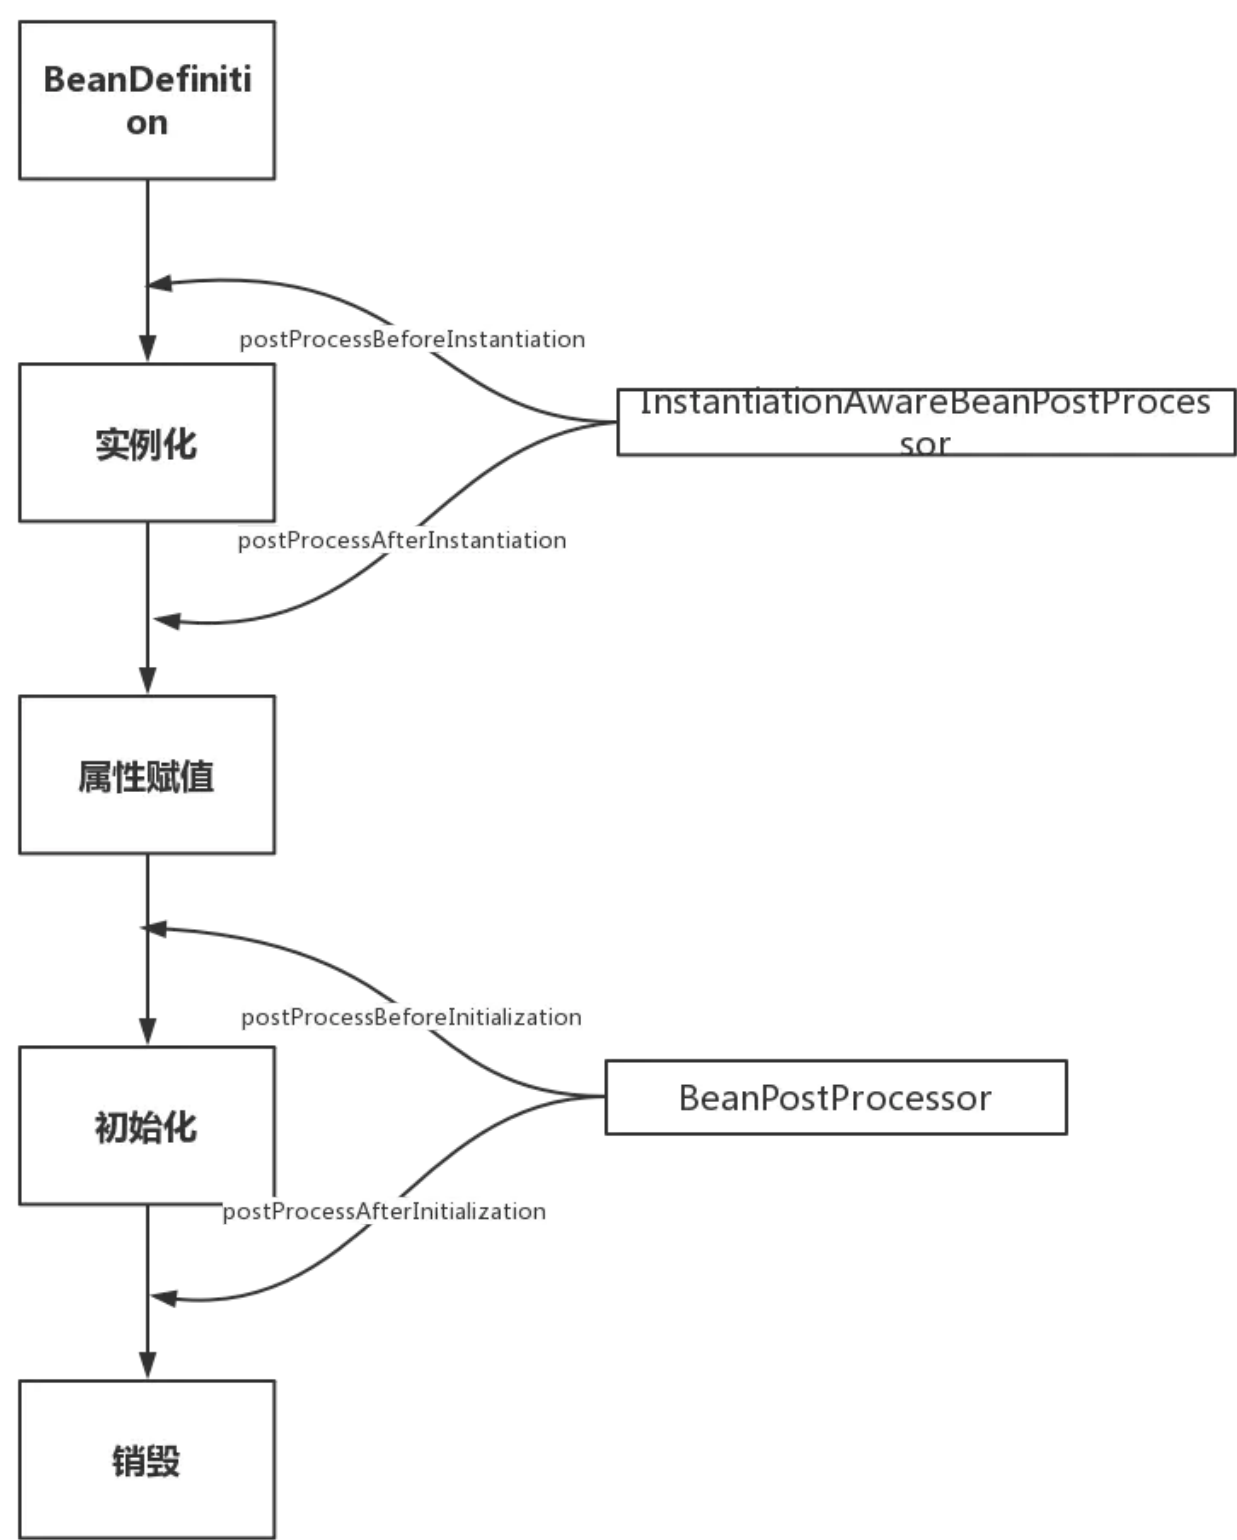 BeanDefiniti
on
postProcessBeforeInstantiation
InstantiationAwareBeanPostProces
sor
实例化
postProcessAfterInstantiation
属性赋值
postProcessBeforeInitialization
BeanPostProcessor
初始化
postProcessAfterInitialization
销毁